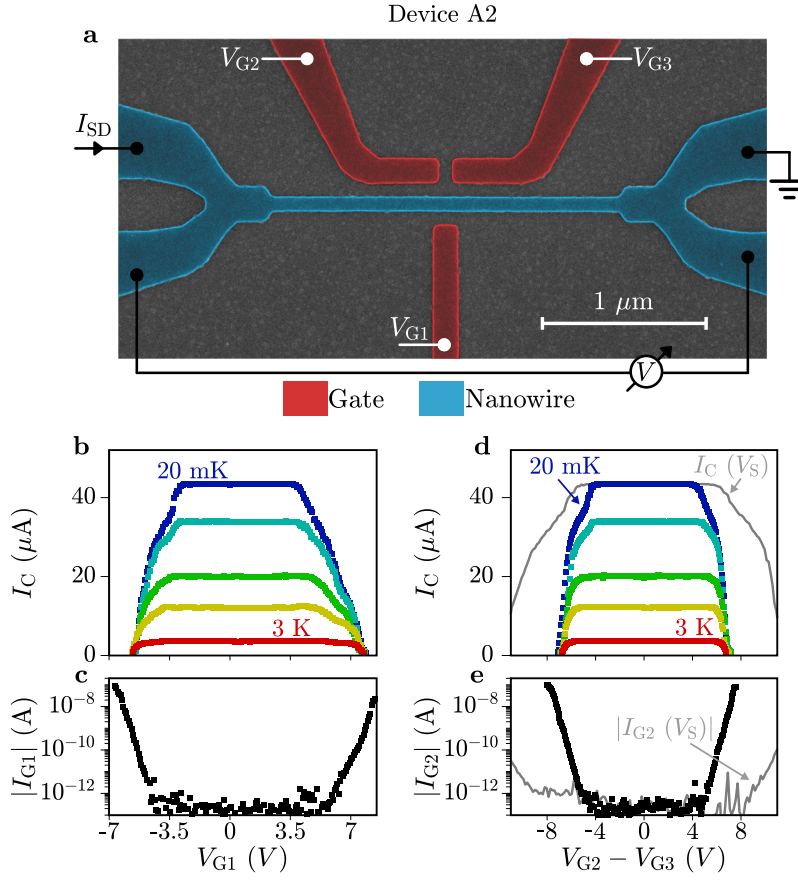 Device A2
a
V_G2
V_G3
I_SD
V_G1
1 μm
V
Gate
Nanowire
b
20 mK
3 K
I_C (μA)
40
20
0
d
20 mK
I_C (V_S)
3 K
I_C (μA)
40
20
0
c
|I_G1| (A)
10^-8
10^-10
10^-12
-7 -3.5 0 3.5 7
V_G1 (V)
e
|I_G2| (A)
10^-8
10^-10
10^-12
|I_G2 (V_S)|
-8 -4 0 4 8
V_G2 − V_G3 (V)